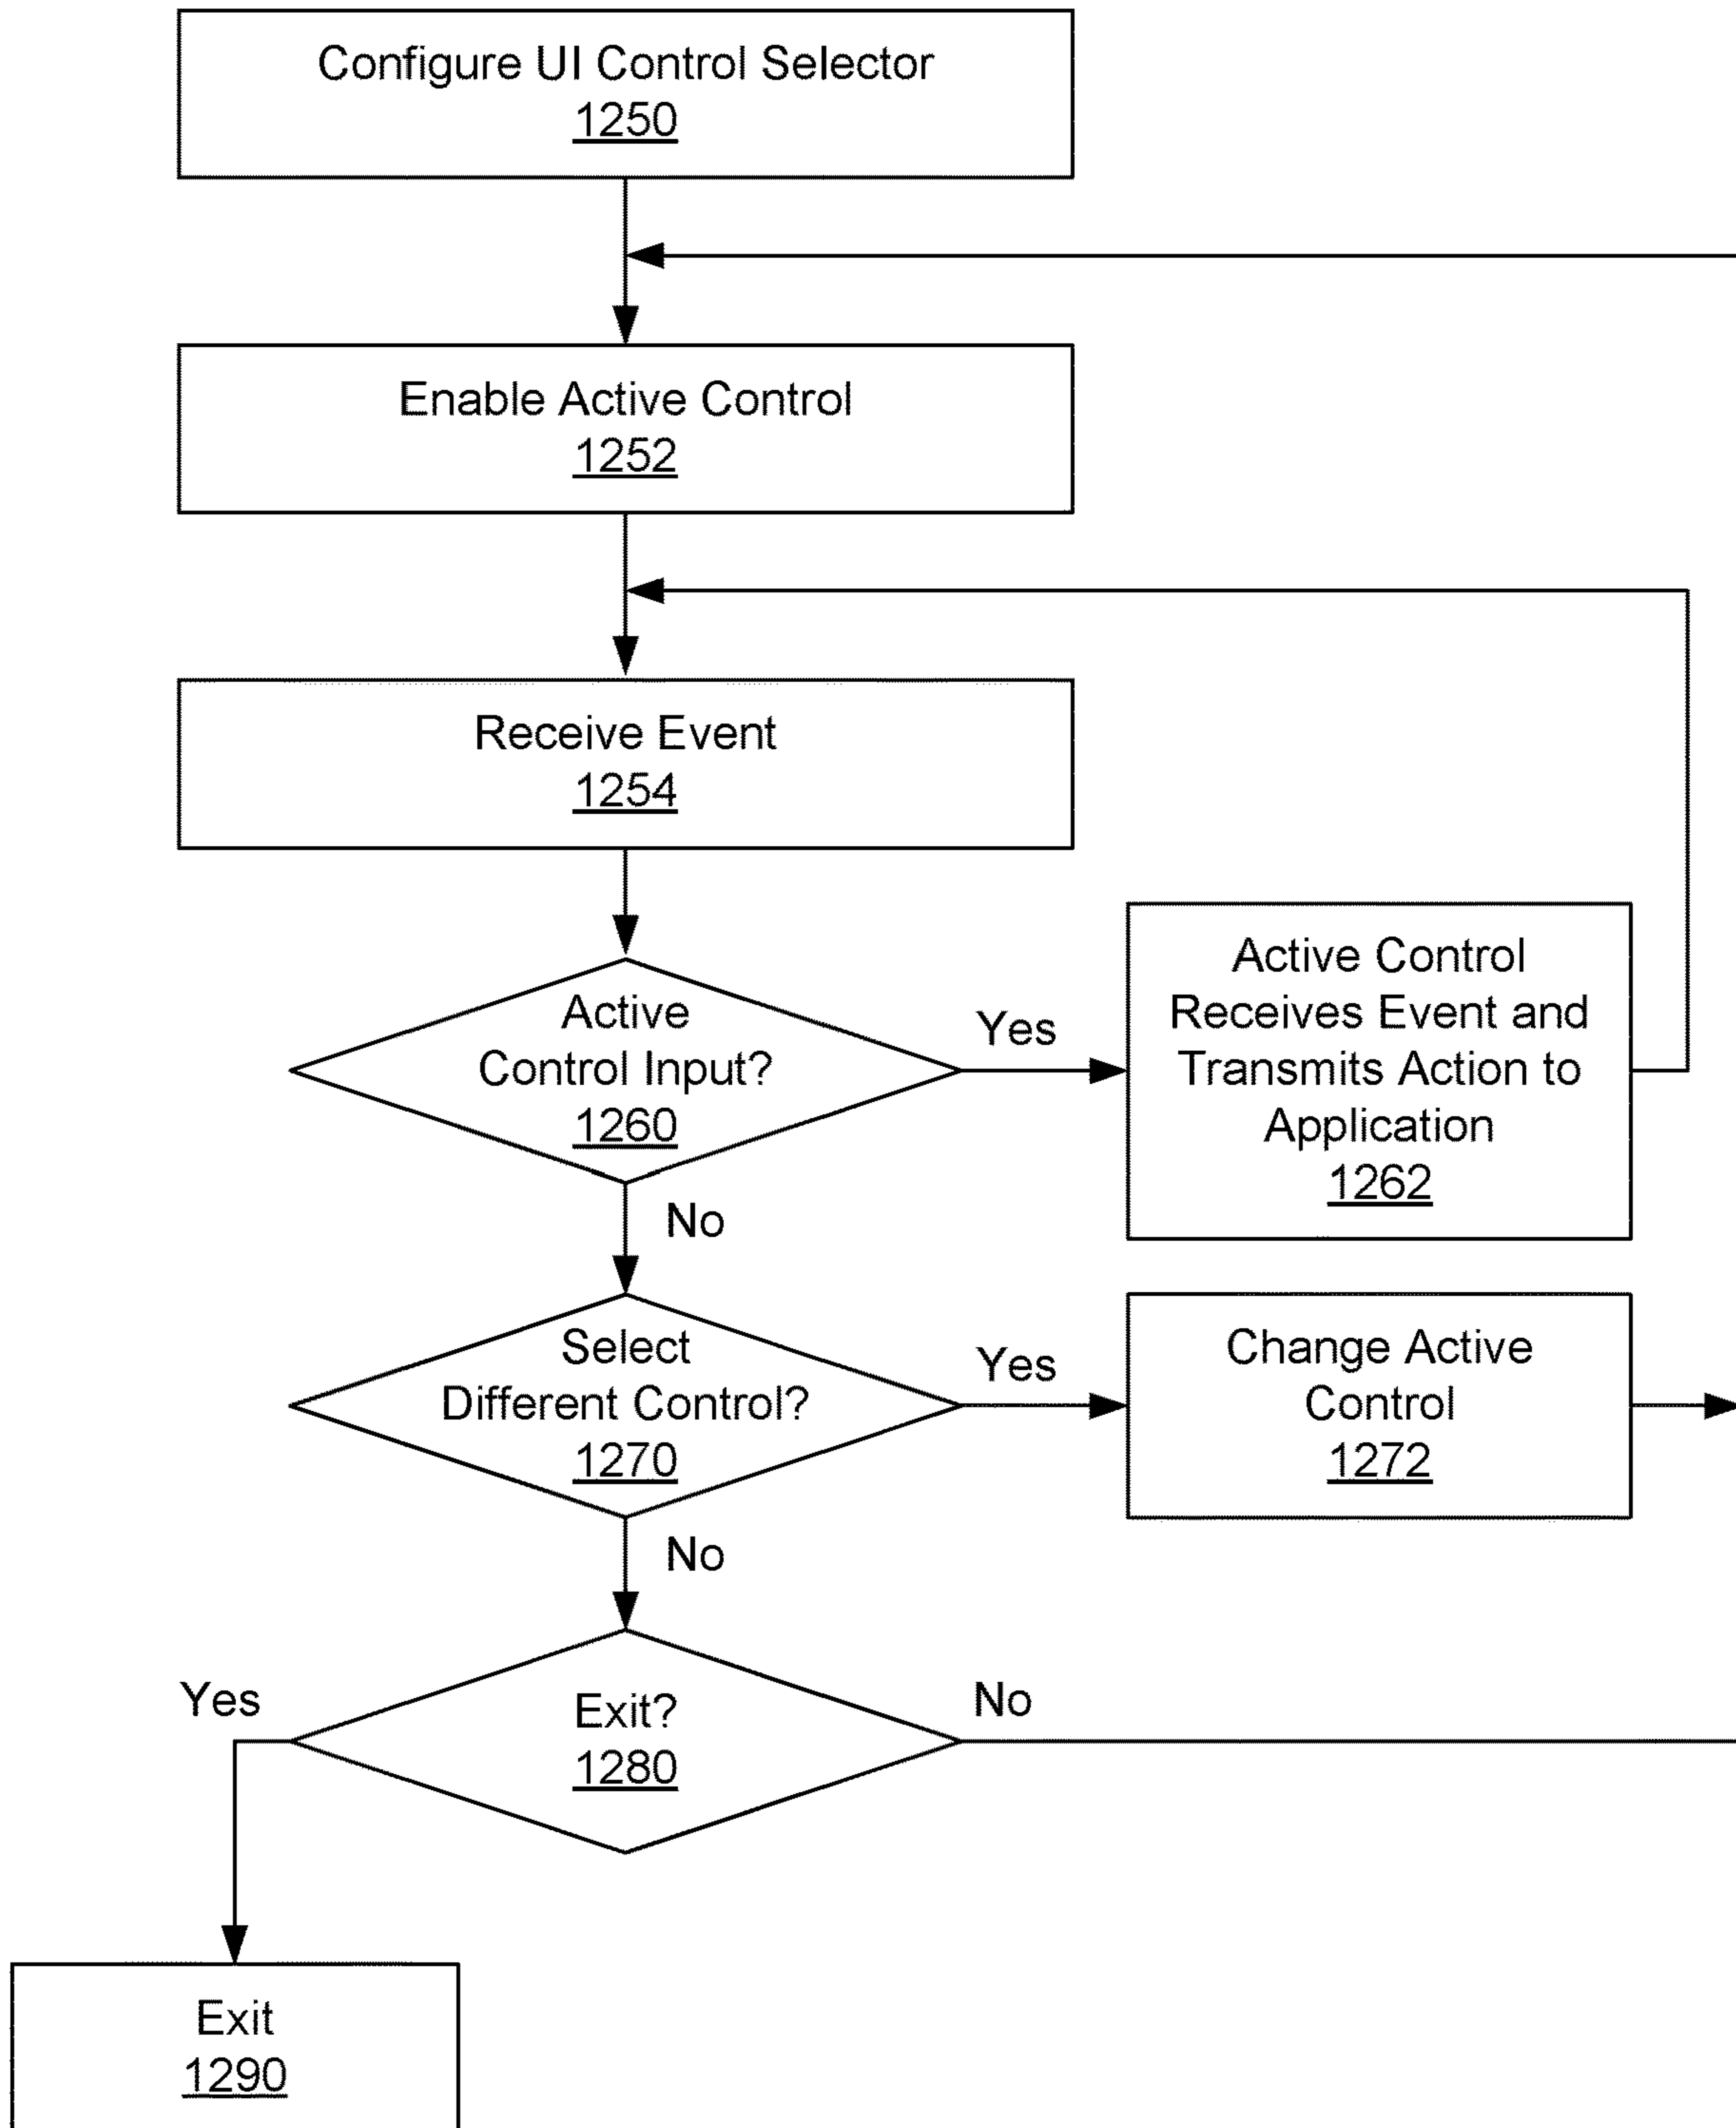 Configure UI Control Selector
1250
Enable Active Control
1252
Receive Event
1254
Active
Control Input?
1260
Yes
Active Control
Receives Event and
Transmits Action to
Application
1262
No
Select
Different Control?
1270
Yes
Change Active
Control
1272
No
Yes
Exit?
1280
No
Exit
1290